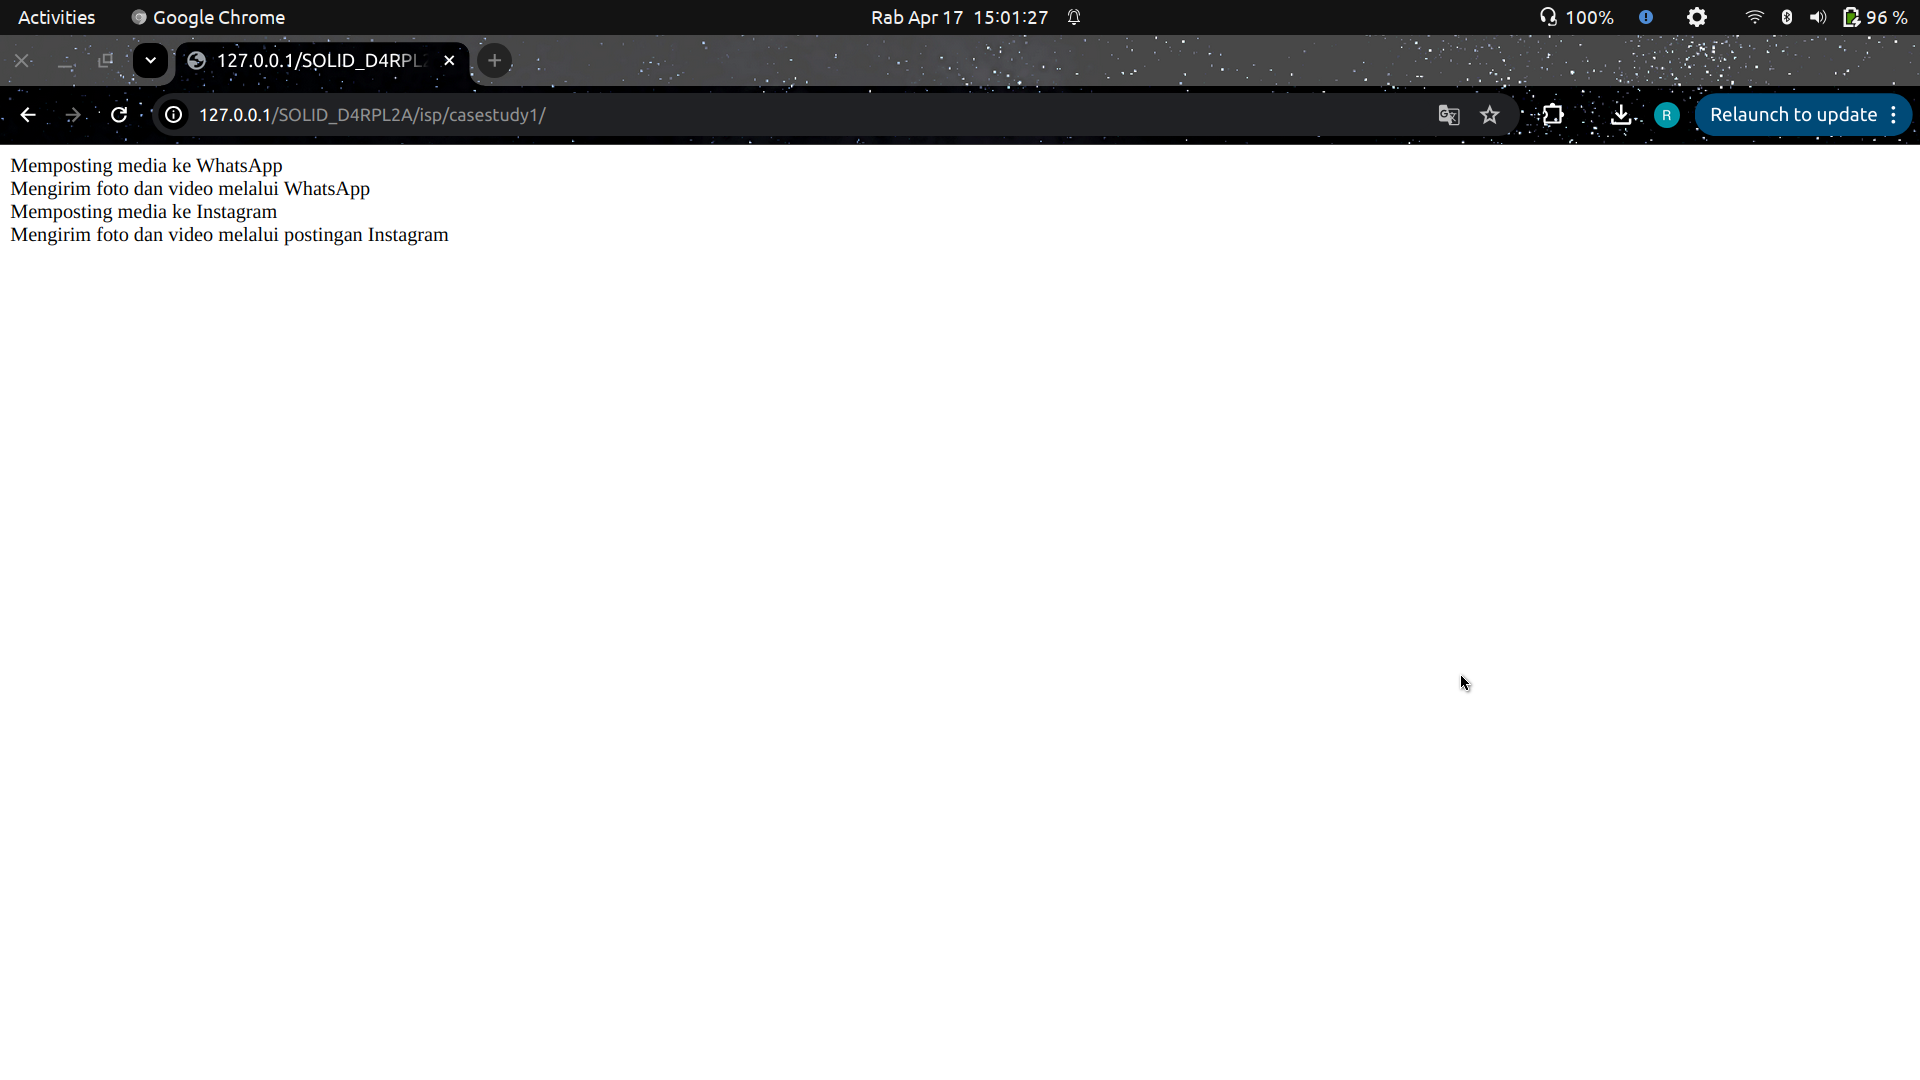 Activities
Google Chrome
Rab Apr 17 15:01:27
100%
96 %
127.0.0.1/SOLID_D4RPL2
127.0.0.1/SOLID_D4RPL2A/isp/casestudy1/
R
Relaunch to update
Memposting media ke WhatsApp
Mengirim foto dan video melalui WhatsApp
Memposting media ke Instagram
Mengirim foto dan video melalui postingan Instagram